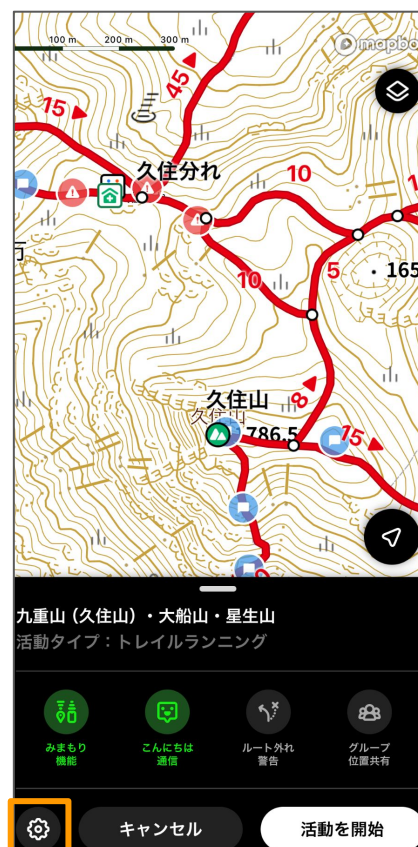 100 m 200 m 300 m
mapbo
45
15
久住分れ
10
1
万
10
5
・165
8
久住山
久住山
786.5
15
九重山 (久住山) ・大船山・星生山
活動タイプ：トレイルランニング
みまもり
機能
こんにちは
通信
ルート外れ
警告
グループ
位置共有
キャンセル
活動を開始